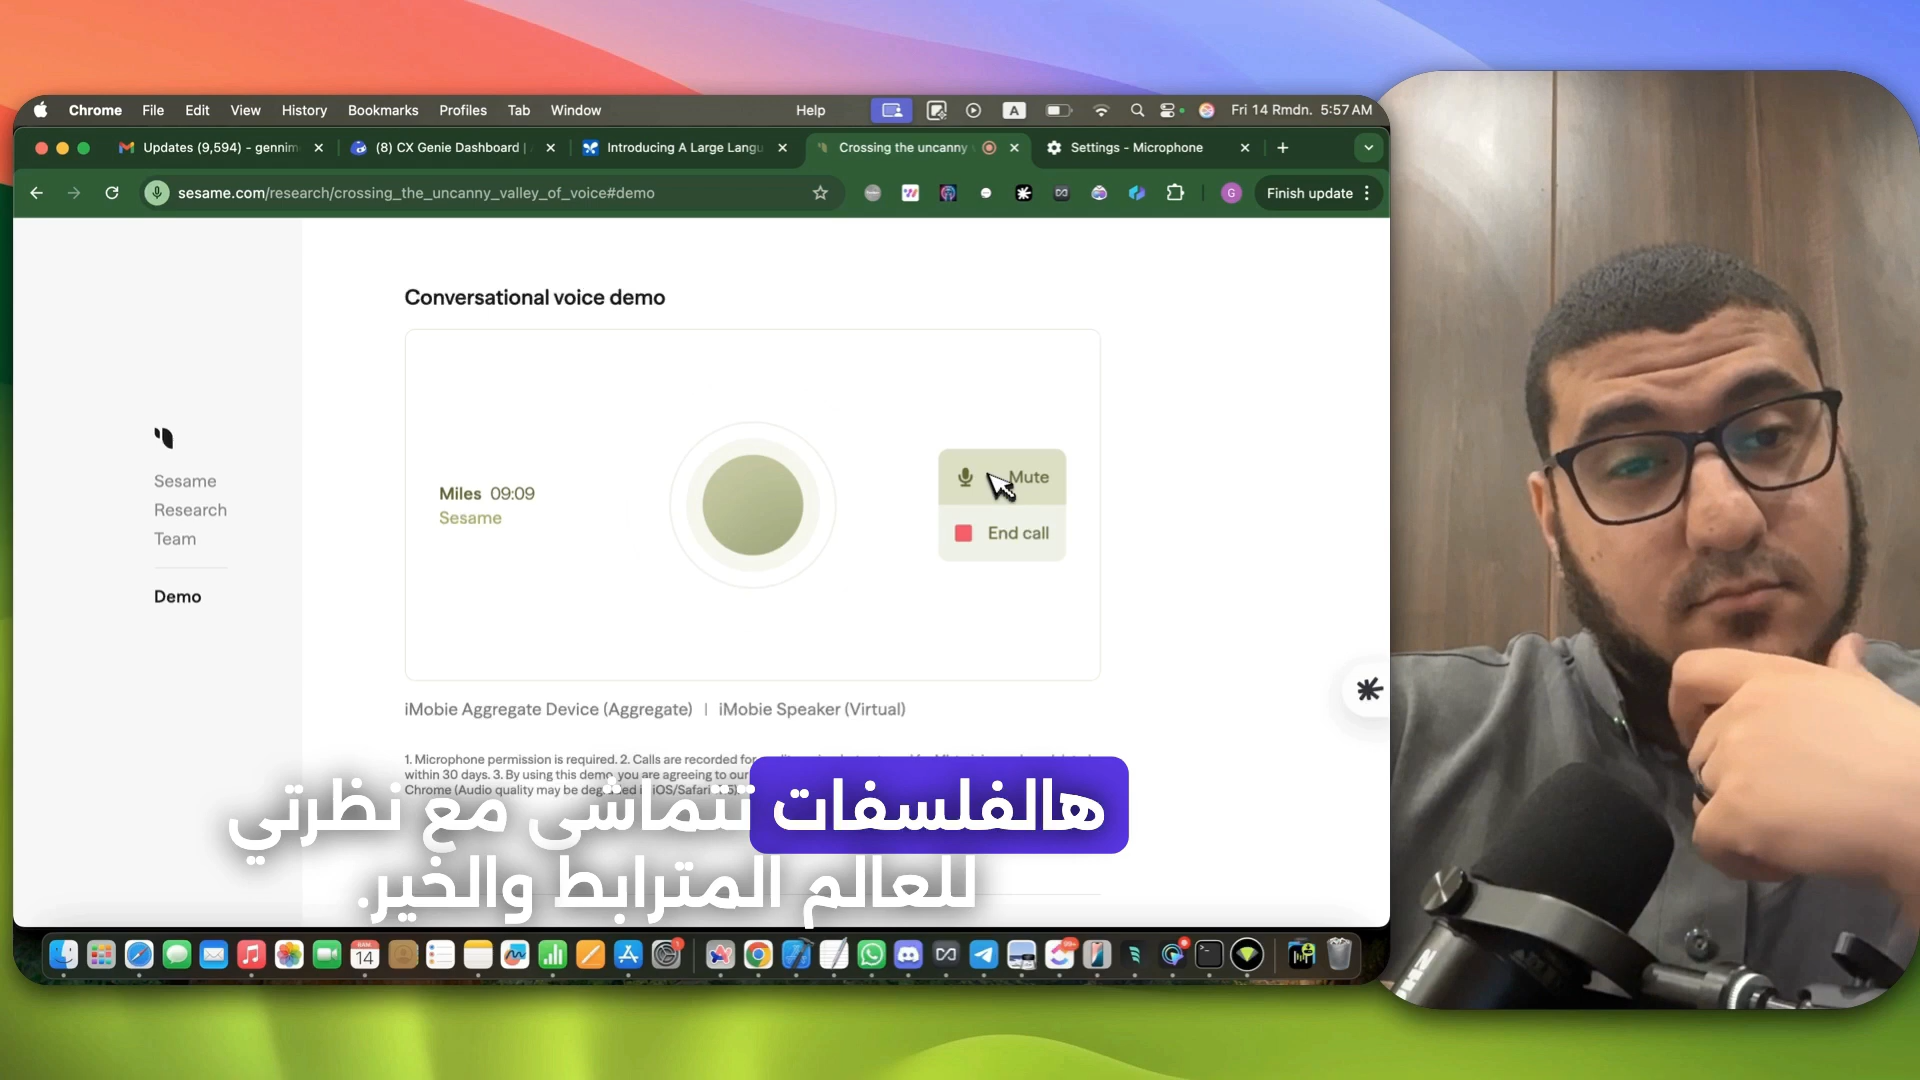 Chrome File Edit View History Bookmarks Profiles Tab Window Help A Fri 14 Rmdn. 5:57 AM
Updates (9,594) - gennim (8) CX Genie Dashboard | Introducing A Large Langu Crossing the uncanny Settings - Microphone
sesame.com/research/crossing_the_uncanny_valley_of_voice#demo G Finish update
Conversational voice demo
Sesame
Research
Team
Demo
Miles 09:09
Sesame
Mute
End call
iMobie Aggregate Device (Aggregate) | iMobie Speaker (Virtual)
1. Microphone permission is required. 2. Calls are recorded for
within 30 days. 3. By using this demo, you are agreeing to our
Chrome (Audio quality may be iOS/Safari
هالفلسفات تتماشى مع نظرتي
للعالم المترابط والخير.
14